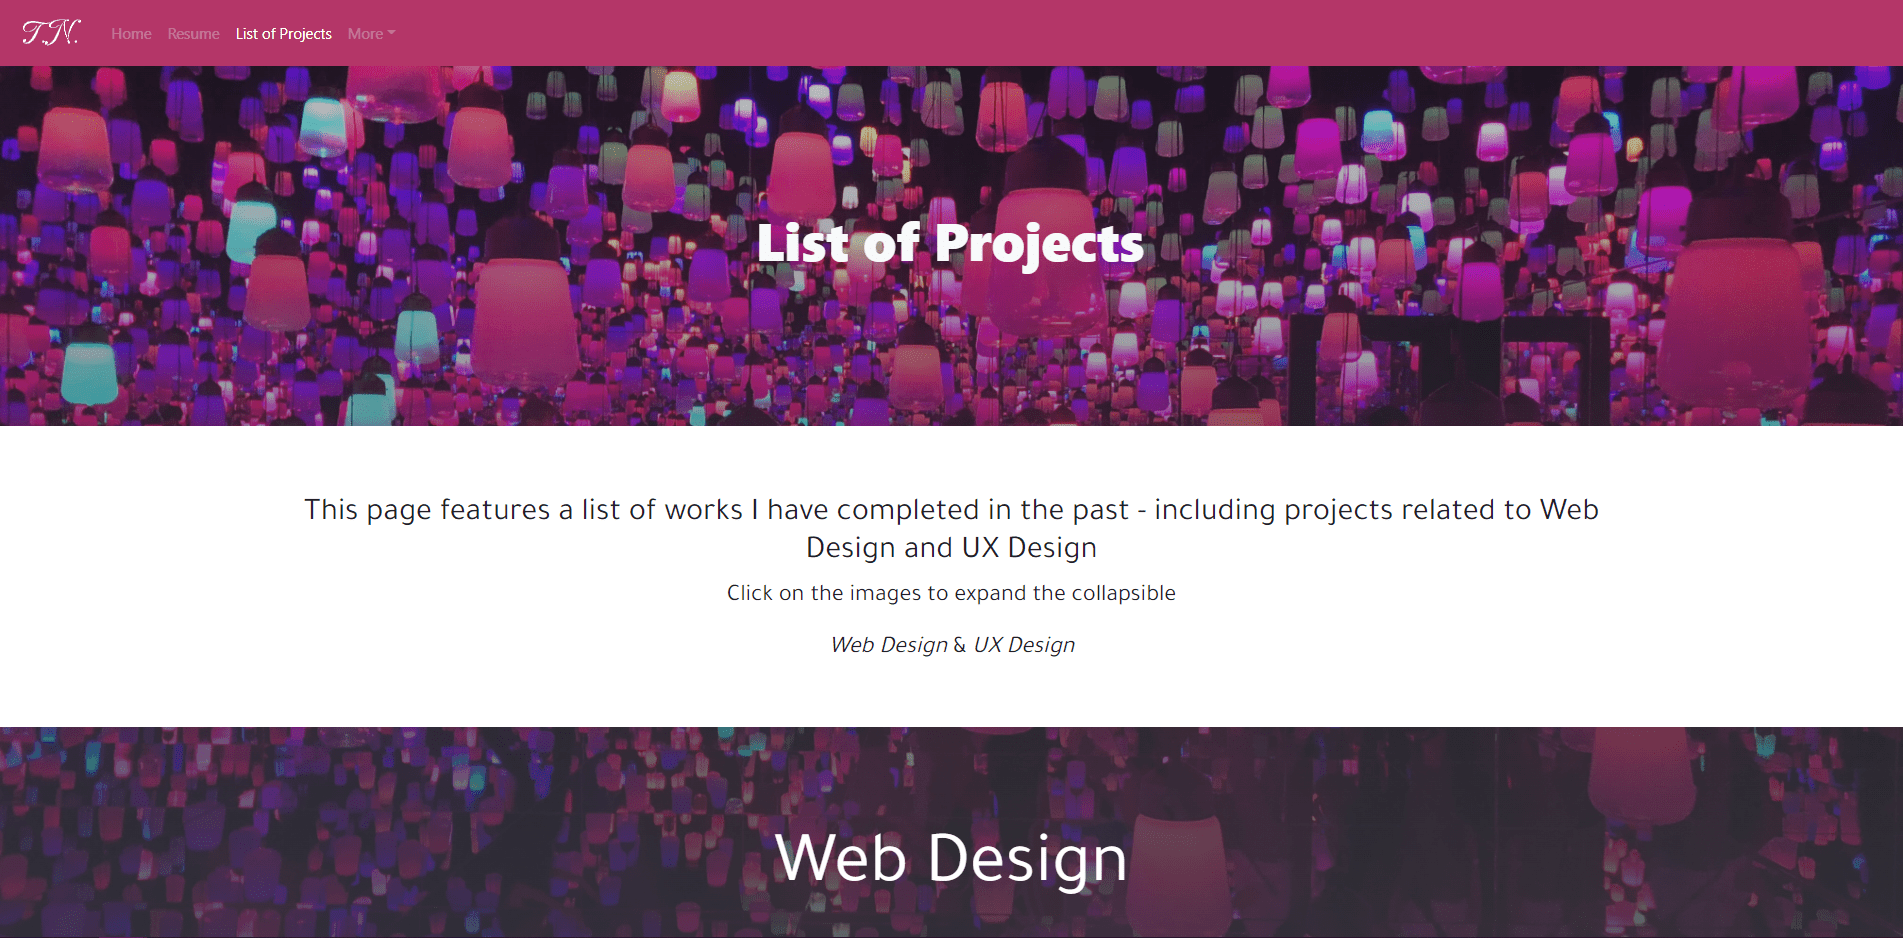 T.N. Home Resume List of Projects More
List of Projects
This page features a list of works I have completed in the past - including projects related to Web
Design and UX Design
Click on the images to expand the collapsible
Web Design & UX Design
Web Design